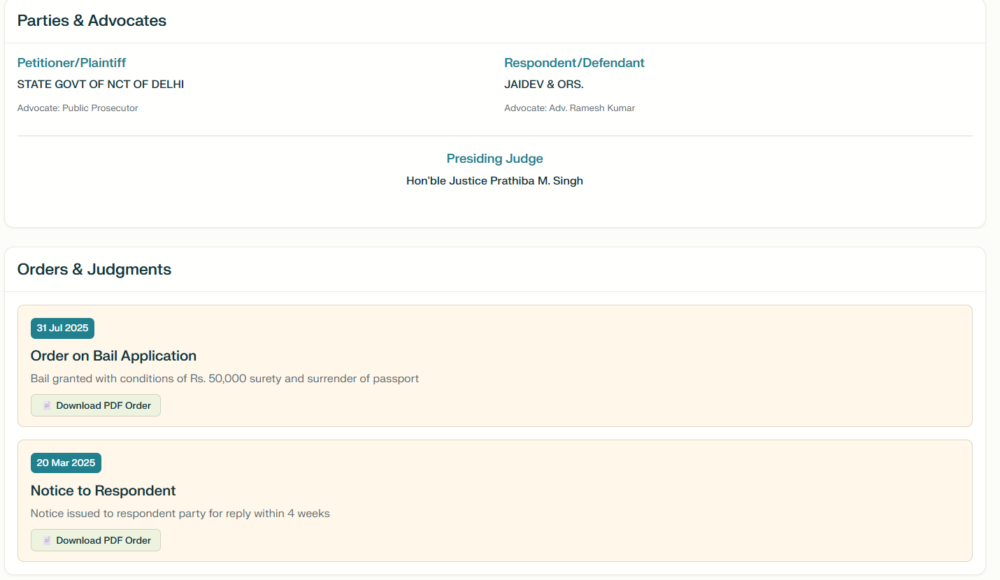 Parties & Advocates
Petitioner/Plaintiff
STATE GOVT OF NCT OF DELHI
Advocate: Public Prosecutor
Respondent/Defendant
JAIDEV & ORS.
Advocate: Adv. Ramesh Kumar
Presiding Judge
Hon'ble Justice Prathiba M. Singh
Orders & Judgments
31 Jul 2025
Order on Bail Application
Bail granted with conditions of Rs. 50,000 surety and surrender of passport
Download PDF Order
20 Mar 2025
Notice to Respondent
Notice issued to respondent party for reply within 4 weeks
Download PDF Order